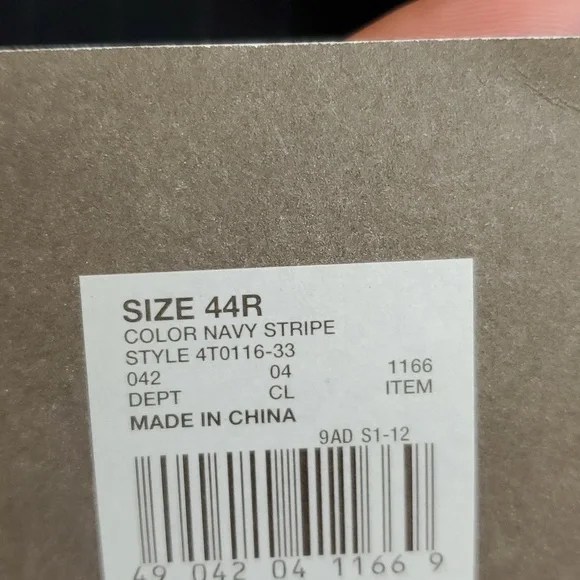 SIZE 44R
COLOR NAVY STRIPE
STYLE 4T0116-33
042 04 1166
DEPT CL ITEM
MADE IN CHINA
9AD S1-12
49 042 04 1166 9